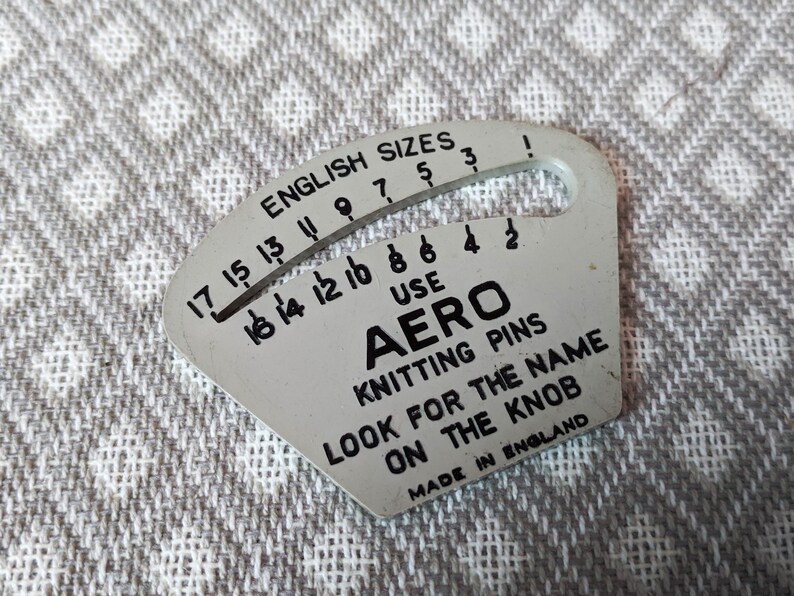 ENGLISH SIZES
17 15 13 11 9 7 5 3 1
16 14 12 10 8 6 4 2
USE
AERO
KNITTING PINS
LOOK FOR THE NAME
ON THE KNOB
MADE IN ENGLAND